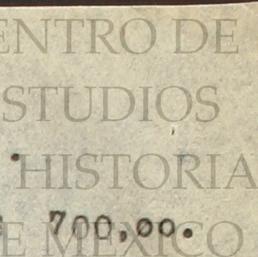 ENTRO DE
STUDIOS
HISTORIA
700,00.
E MEXICO